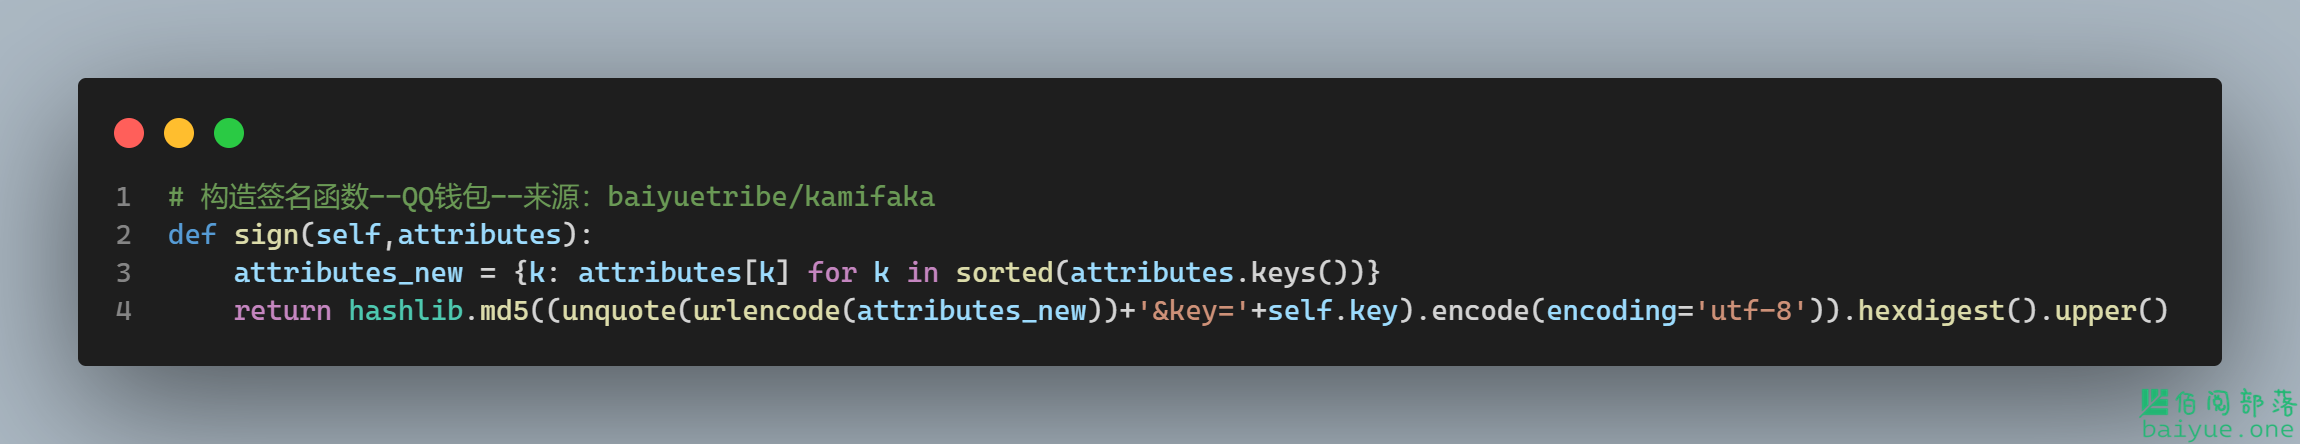 1 # 构造签名函数--QQ钱包--来源：baiyuetribe/kamifaka
2 def sign(self,attributes):
3     attributes_new = {k: attributes[k] for k in sorted(attributes.keys())}
4     return hashlib.md5((unquote(urlencode(attributes_new))+'&key='+self.key).encode(encoding='utf-8')).hexdigest().upper()
佰阅部落
baiyue.one